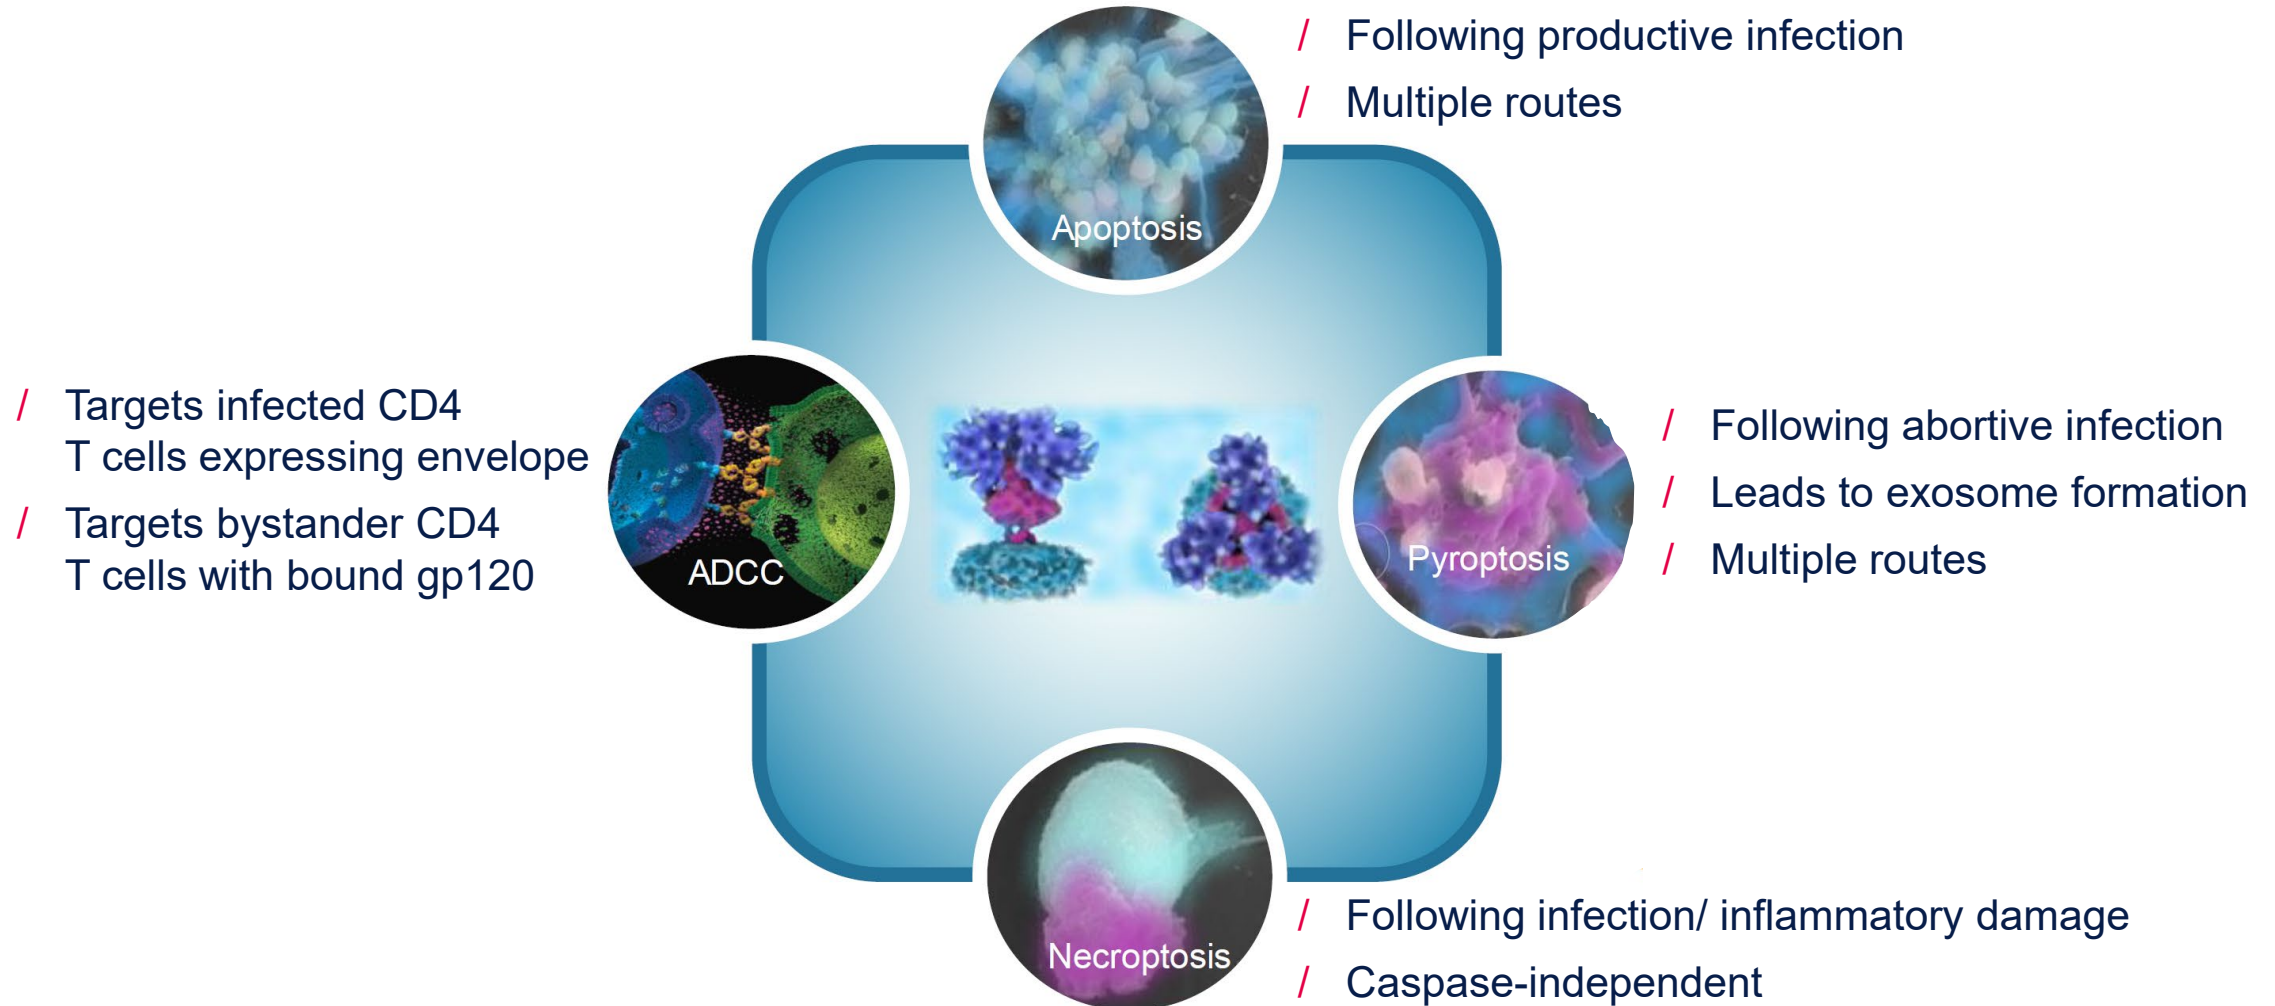 / Following productive infection
/ Multiple routes
Apoptosis
/ Targets infected CD4
T cells expressing envelope
/ Targets bystander CD4
T cells with bound gp120
ADCC
Pyroptosis
/ Following abortive infection
/ Leads to exosome formation
/ Multiple routes
Necroptosis
/ Following infection/ inflammatory damage
/ Caspase-independent